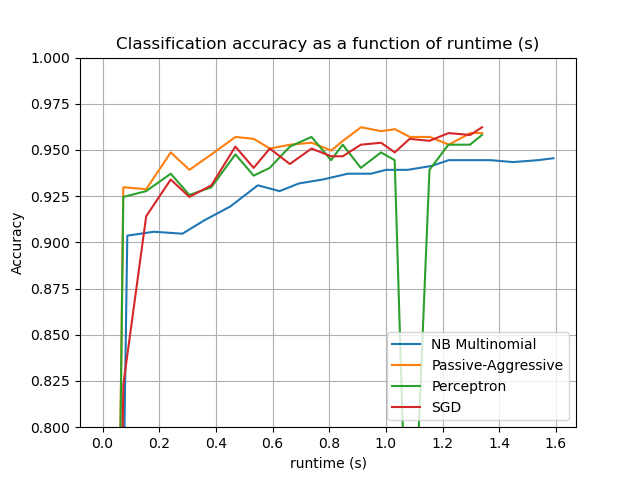 Classification accuracy as a function of runtime (s)
1.000
0.975
0.950
0.925
0.900
0.875
0.850
0.825
0.800
Accuracy
NB Multinomial
Passive-Aggressive
Perceptron
SGD
0.0 0.2 0.4 0.6 0.8 1.0 1.2 1.4 1.6
runtime (s)